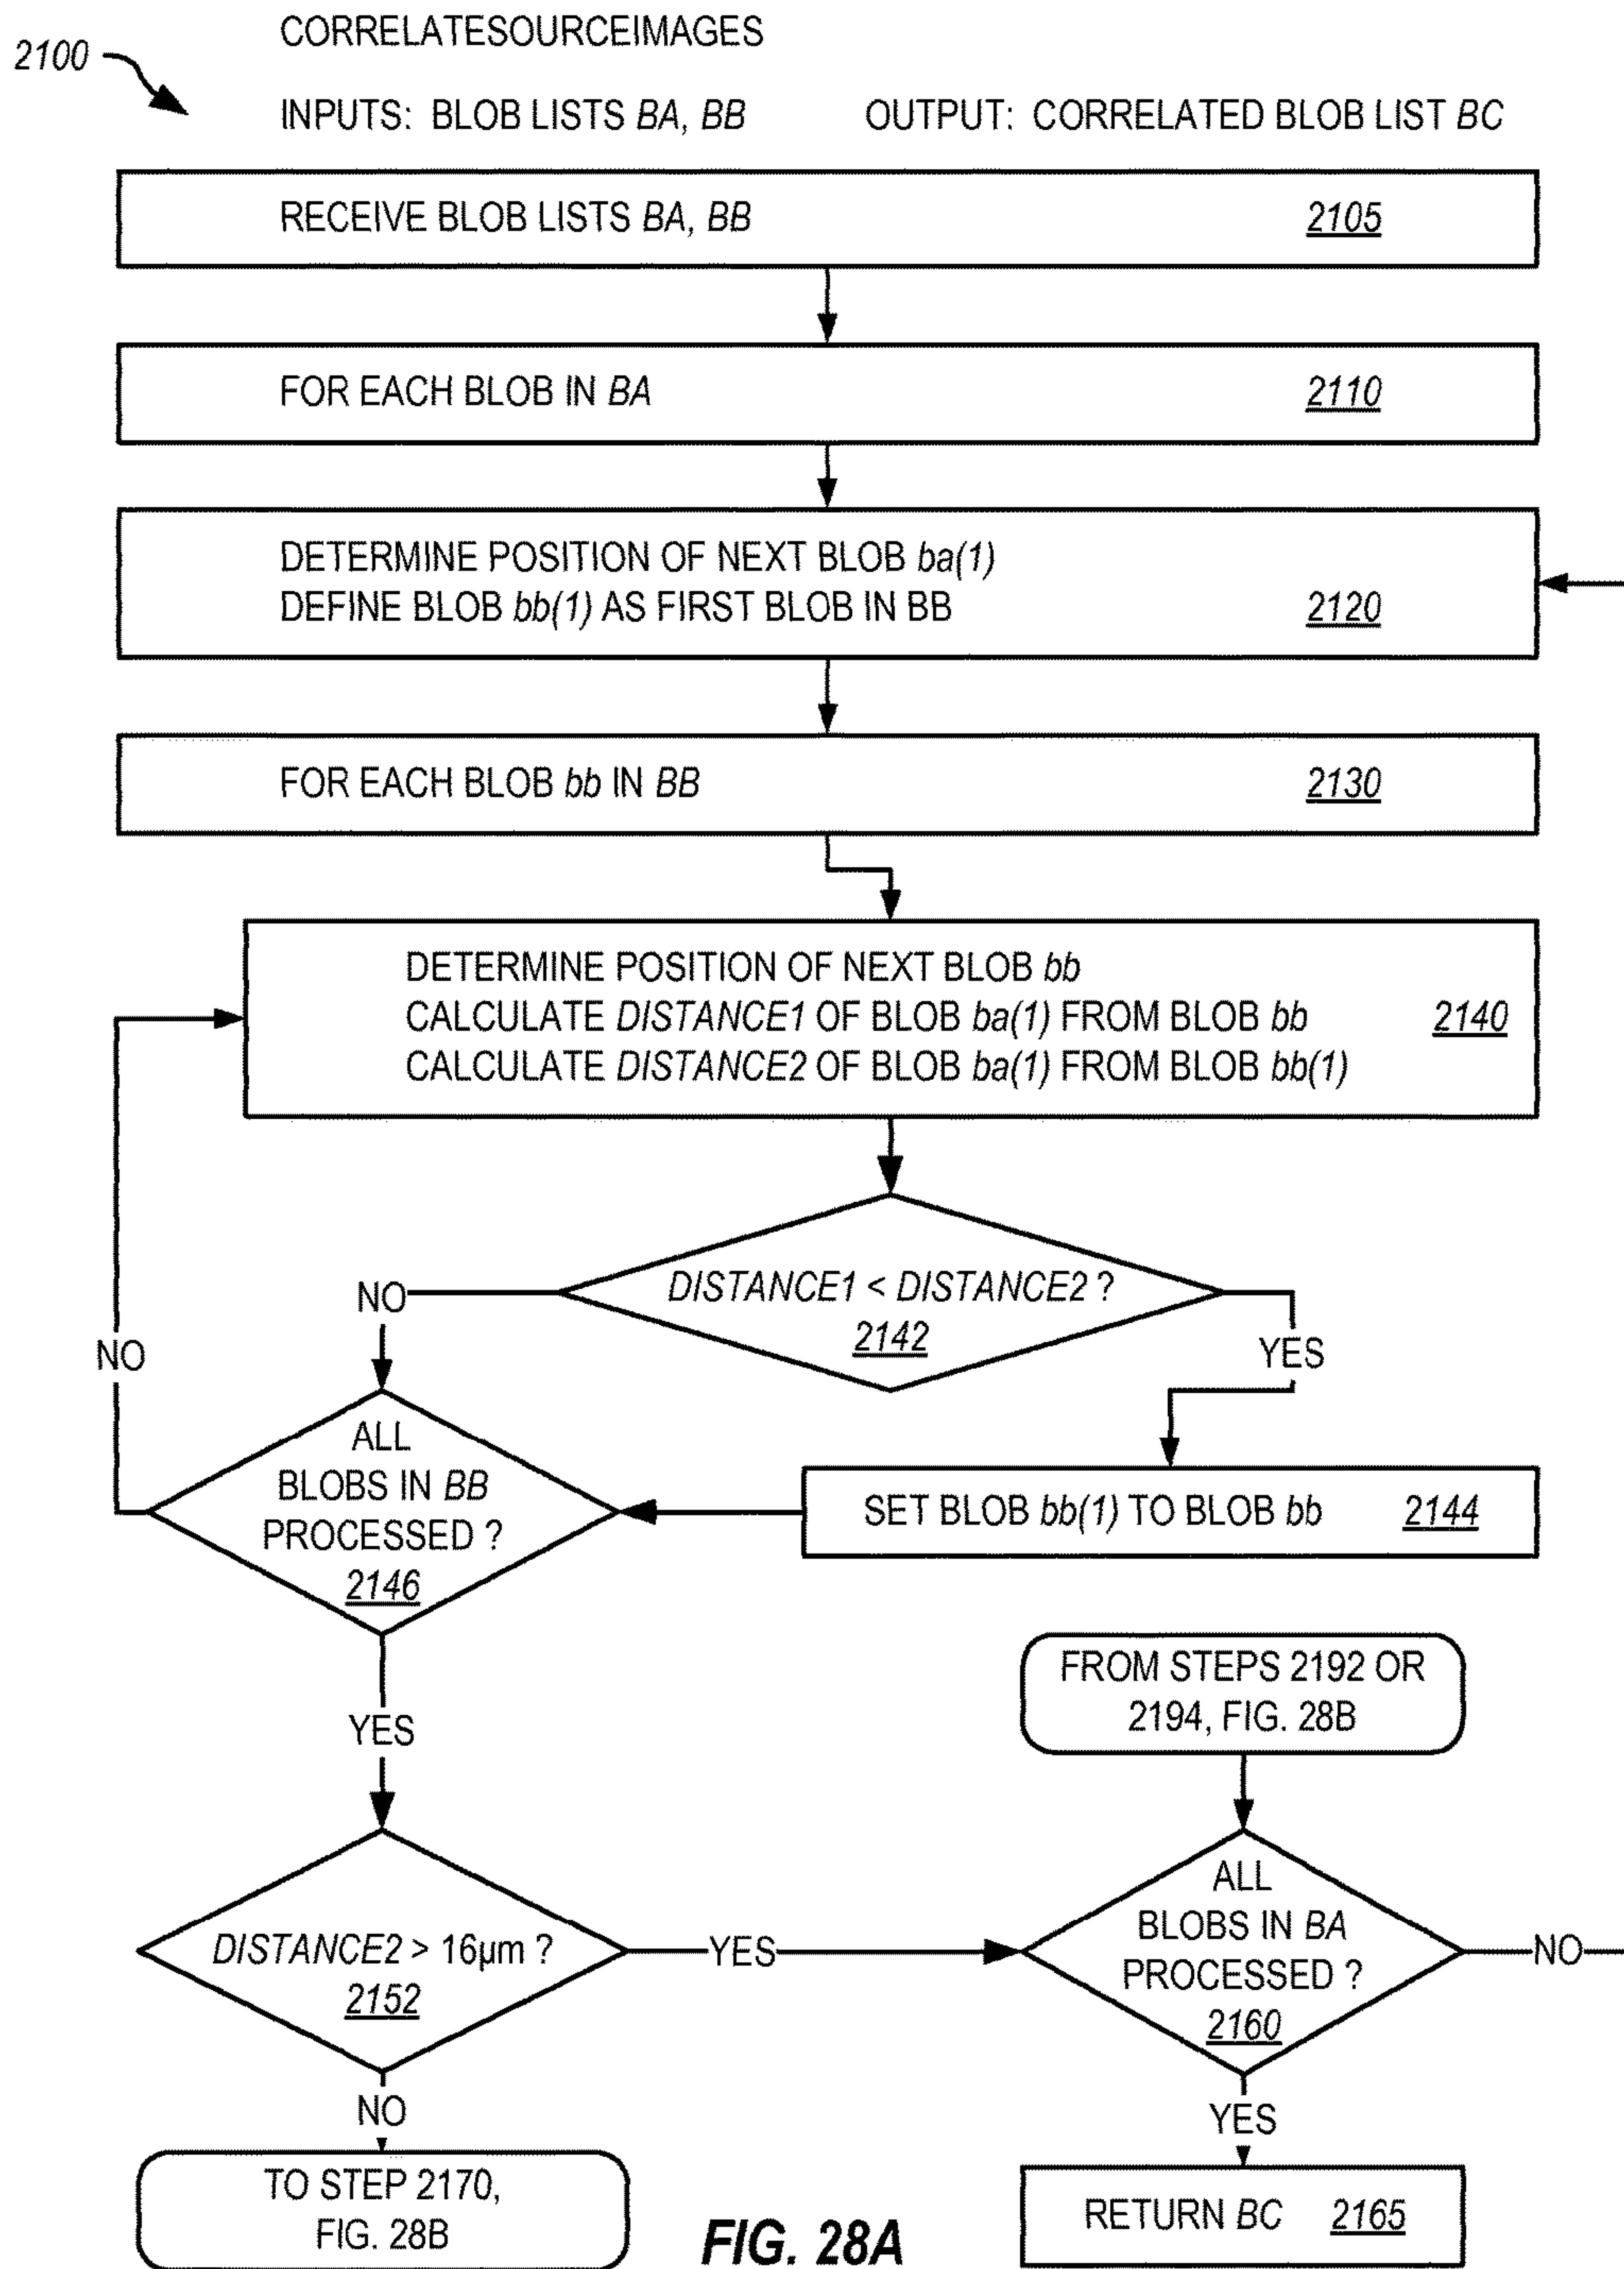 CORRELATESOURCEIMAGES
2100
INPUTS: BLOB LISTS BA, BB OUTPUT: CORRELATED BLOB LIST BC
RECEIVE BLOB LISTS BA, BB 2105
FOR EACH BLOB IN BA 2110
DETERMINE POSITION OF NEXT BLOB ba(1)
DEFINE BLOB bb(1) AS FIRST BLOB IN BB 2120
FOR EACH BLOB bb IN BB 2130
DETERMINE POSITION OF NEXT BLOB bb
CALCULATE DISTANCE1 OF BLOB ba(1) FROM BLOB bb 2140
CALCULATE DISTANCE2 OF BLOB ba(1) FROM BLOB bb(1)
DISTANCE1 < DISTANCE2 ?
2142
NO
YES
NO
ALL
BLOBS IN BB
PROCESSED ?
2146
SET BLOB bb(1) TO BLOB bb 2144
YES
FROM STEPS 2192 OR
2194, FIG. 28B
DISTANCE2 > 16µm ?
2152
YES
ALL
BLOBS IN BA
PROCESSED ?
2160
NO
NO
YES
TO STEP 2170,
FIG. 28B
RETURN BC 2165
FIG. 28A